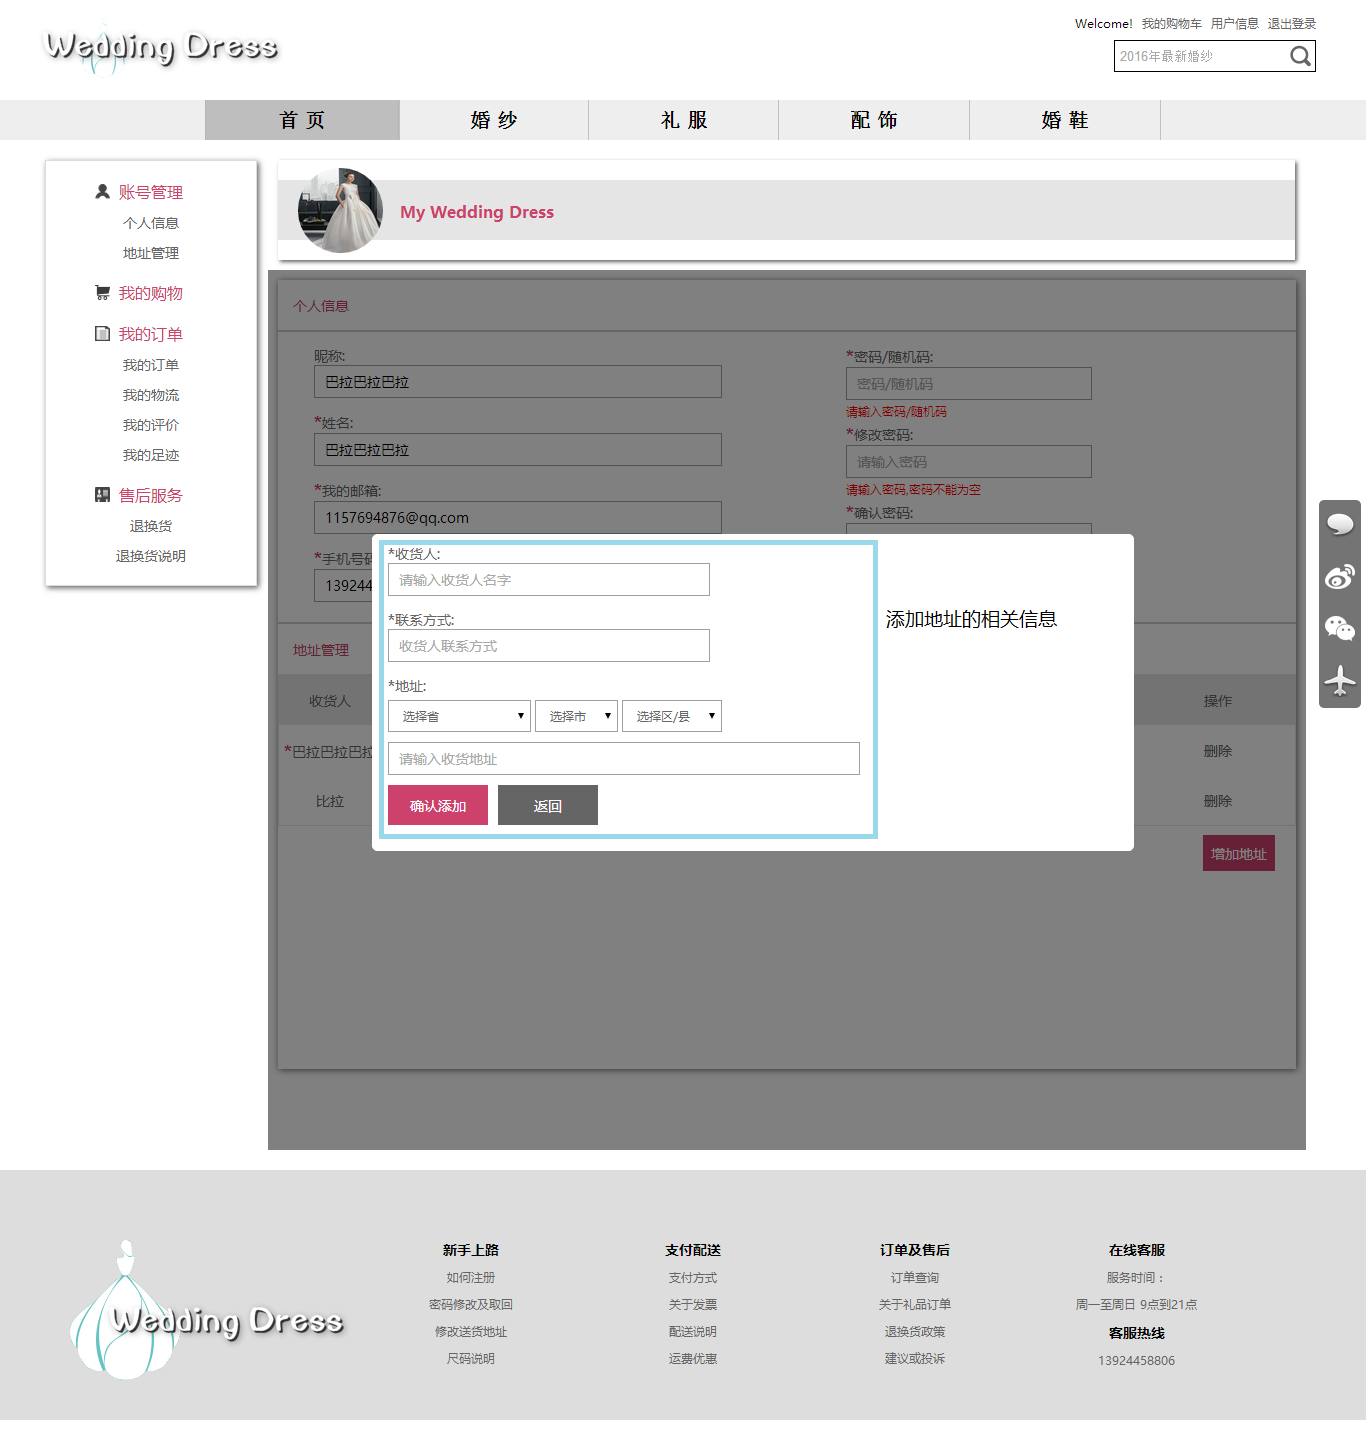 Wedding Dress
Welcome! 我的购物车 用户信息 退出登录
2016年最新婚纱
首 页 婚 纱 礼 服 配 饰 婚 鞋
账号管理
个人信息
地址管理
我的购物
我的订单
我的订单
我的物流
我的评价
我的足迹
售后服务
退换货
退换货说明
My Wedding Dress
个人信息
昵称:
巴拉巴拉巴拉
*姓名:
巴拉巴拉巴拉
*我的邮箱:
1157694876@qq.com
*手机号码
13924
*密码/随机码:
密码/随机码
请输入密码/随机码
*修改密码:
请输入密码
请输入密码,密码不能为空
*确认密码:
地址管理
收货人 操作
*巴拉巴拉巴拉 删除
比拉 删除
增加地址
*收货人:
请输入收货人名字
*联系方式:
收货人联系方式
*地址:
选择省 选择市 选择区/县
请输入收货地址
确认添加 返回
添加地址的相关信息
Wedding Dress
新手上路
如何注册
密码修改及取回
修改送货地址
尺码说明
支付配送
支付方式
关于发票
配送说明
运费优惠
订单及售后
订单查询
关于礼品订单
退换货政策
建议或投诉
在线客服
服务时间：
周一至周日 9点到21点
客服热线
13924458806